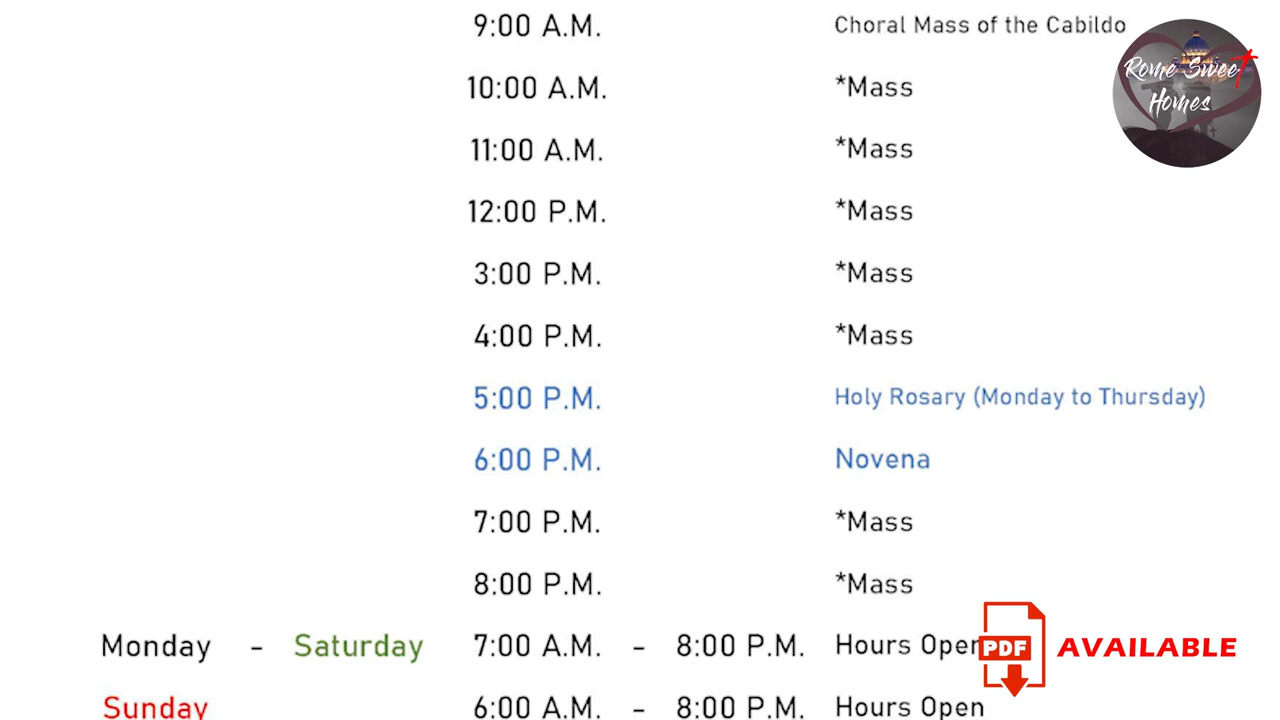 9:00 A.M. Choral Mass of the Cabildo
Rome Sweet
Homes
10:00 A.M. *Mass
11:00 A.M. *Mass
12:00 P.M. *Mass
3:00 P.M. *Mass
4:00 P.M. *Mass
5:00 P.M. Holy Rosary (Monday to Thursday)
6:00 P.M. Novena
7:00 P.M. *Mass
8:00 P.M. *Mass
Monday - Saturday 7:00 A.M. - 8:00 P.M. Hours Open
PDF AVAILABLE
Sunday 6:00 A.M. - 8:00 P.M. Hours Open